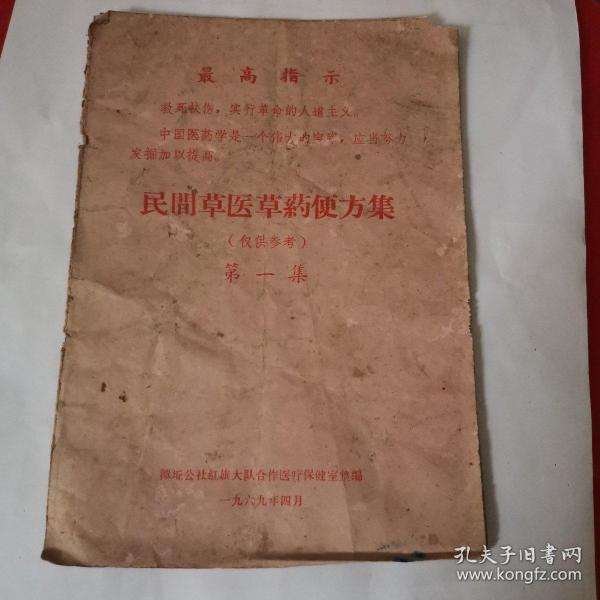 最高指示
救死扶伤，实行革命的人道主义。
中国医药学是一个伟大的宝库，应当努力
发掘加以提高。
民間草医草葯便方集
（仅供参考）
第一集
公社紅旗大队合作医疗保健室整編
一九六九年四月
孔夫子旧书网
www.kongfz.com